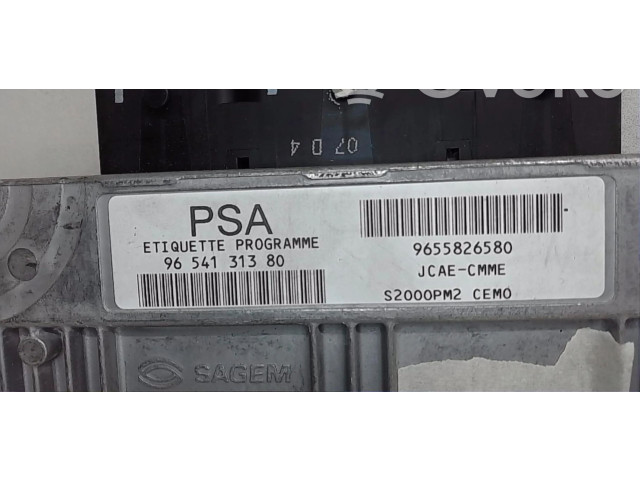 07 D 4
PSA
ETIQUETTE PROGRAMME
96 541 313 80
9655826580
JCAE-CMME
S2000PM2 CEMO
SAGEM